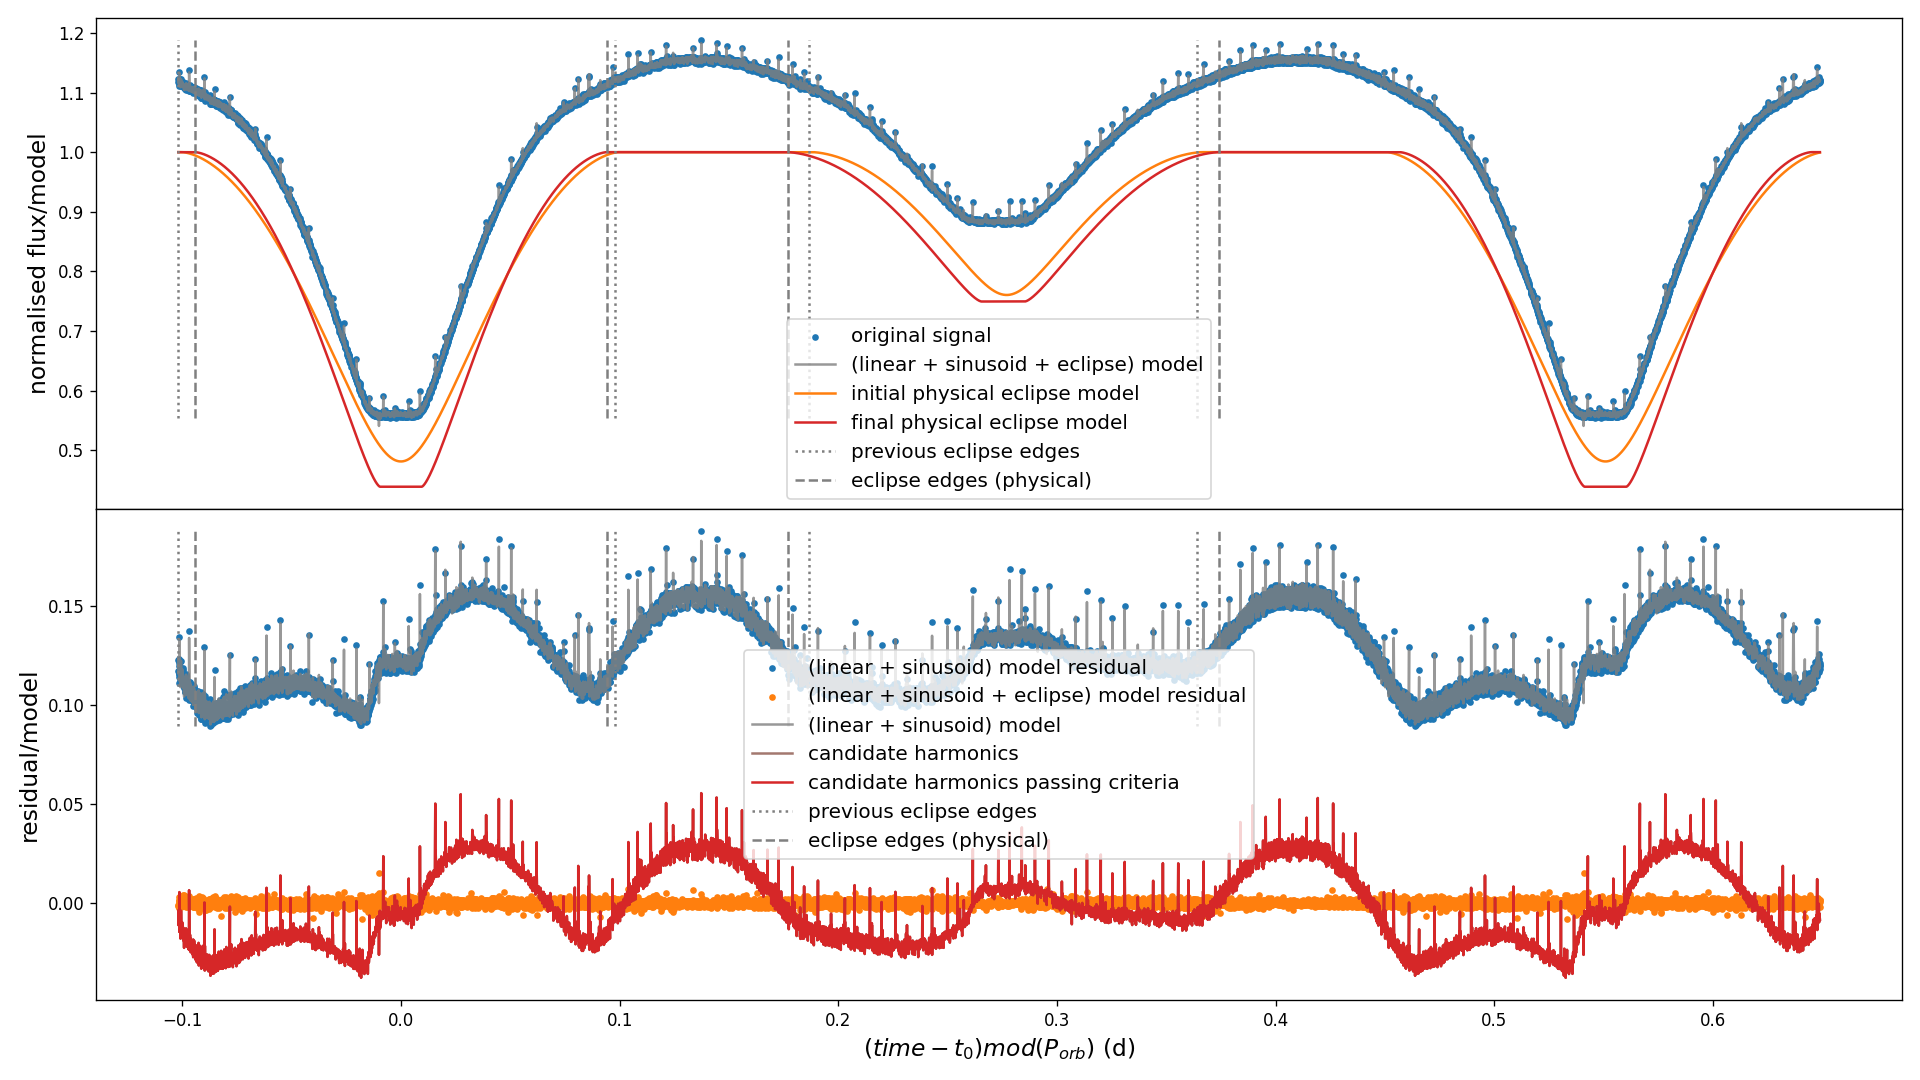 normalised flux/model
1.2
1.1
1.0
0.9
0.8
0.7
0.6
0.5
original signal
(linear + sinusoid + eclipse) model
initial physical eclipse model
final physical eclipse model
previous eclipse edges
eclipse edges (physical)
residual/model
0.15
0.10
0.05
0.00
(linear + sinusoid) model residual
(linear + sinusoid + eclipse) model residual
(linear + sinusoid) model
candidate harmonics
candidate harmonics passing criteria
previous eclipse edges
eclipse edges (physical)
−0.1 0.0 0.1 0.2 0.3 0.4 0.5 0.6
(time − t₀)mod(Pₒᵣb) (d)